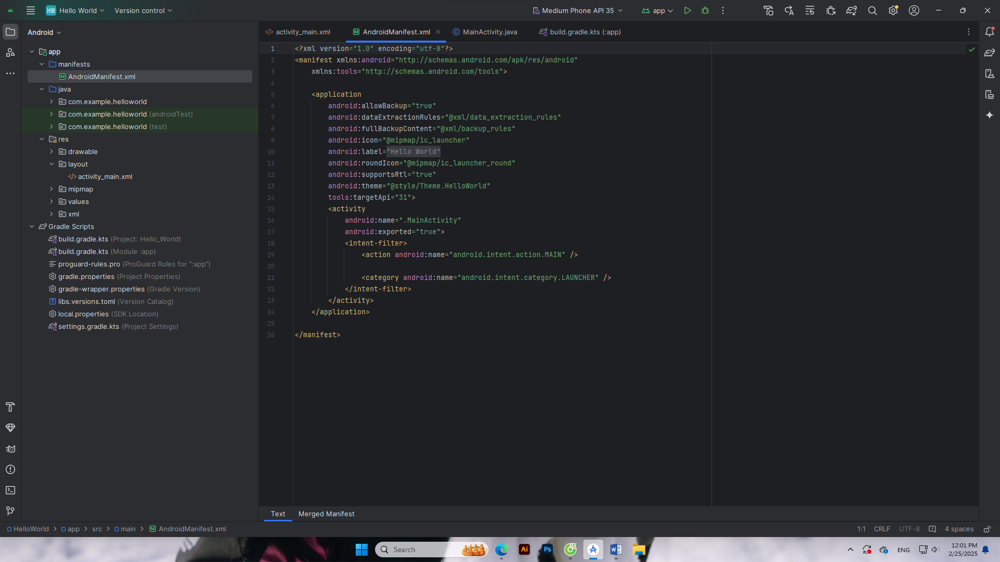 HW Hello World Version control Medium Phone API 35 app
Android
app
manifests
AndroidManifest.xml
java
com.example.helloworld
com.example.helloworld (androidTest)
com.example.helloworld (test)
res
drawable
layout
activity_main.xml
mipmap
values
xml
Gradle Scripts
build.gradle.kts (Project: Hello_World)
build.gradle.kts (Module :app)
proguard-rules.pro (ProGuard Rules for ":app")
gradle.properties (Project Properties)
gradle-wrapper.properties (Gradle Version)
libs.versions.toml (Version Catalog)
local.properties (SDK Location)
settings.gradle.kts (Project Settings)
activity_main.xml AndroidManifest.xml MainActivity.java build.gradle.kts (:app)
1 <?xml version="1.0" encoding="utf-8"?>
2 <manifest xmlns:android="http://schemas.android.com/apk/res/android"
3 xmlns:tools="http://schemas.android.com/tools">
4
5 <application
6 android:allowBackup="true"
7 android:dataExtractionRules="@xml/data_extraction_rules"
8 android:fullBackupContent="@xml/backup_rules"
9 android:icon="@mipmap/ic_launcher"
10 android:label="Hello World"
11 android:roundIcon="@mipmap/ic_launcher_round"
12 android:supportsRtl="true"
13 android:theme="@style/Theme.HelloWorld"
14 tools:targetApi="31">
15 <activity
16 android:name=".MainActivity"
17 android:exported="true">
18 <intent-filter>
19 <action android:name="android.intent.action.MAIN" />
20
21 <category android:name="android.intent.category.LAUNCHER" />
22 </intent-filter>
23 </activity>
24 </application>
25
26 </manifest>
Text Merged Manifest
HelloWorld > app > src > main > AndroidManifest.xml 1:1 CRLF UTF-8 4 spaces
Search Ai Ps ENG 12:01 PM
2/25/2025